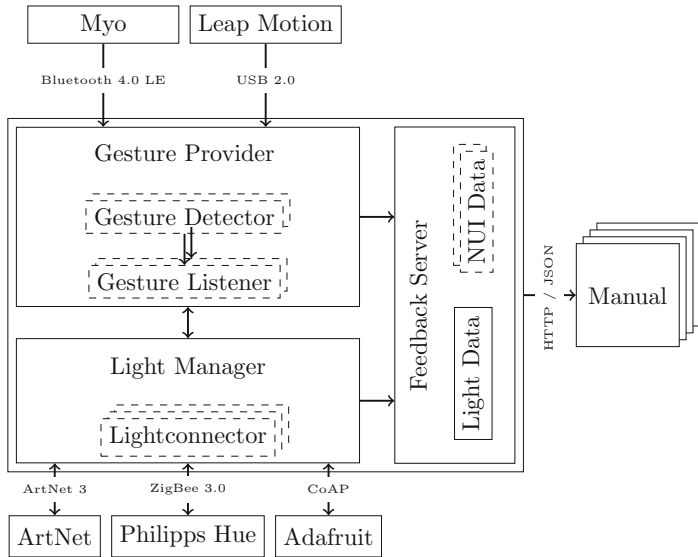 Myo
Leap Motion
Bluetooth 4.0 LE
USB 2.0
Gesture Provider
Gesture Detector
Gesture Listener
Light Manager
Lightconnector
Feedback Server
NUI Data
Light Data
HTTP / JSON
Manual
ArtNet 3
ZigBee 3.0
CoAP
ArtNet
Philipps Hue
Adafruit